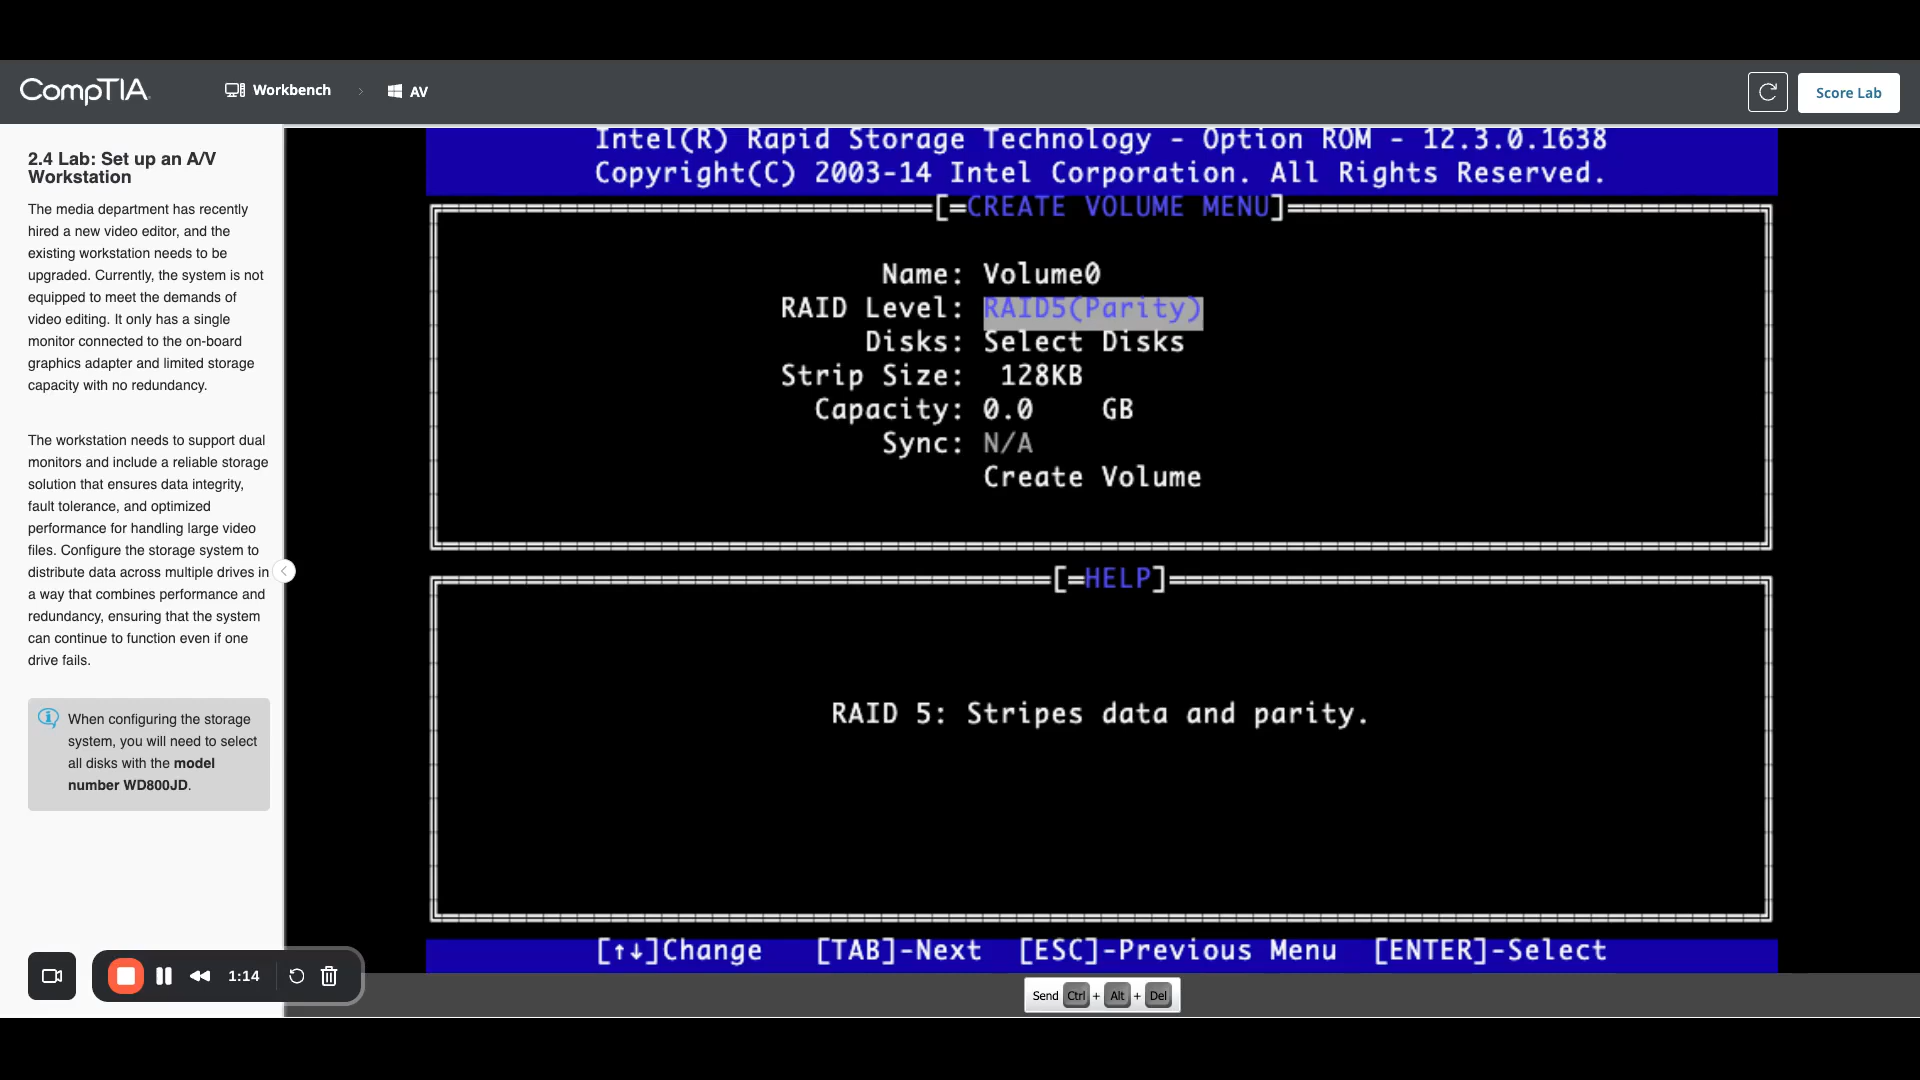 CompTIA
Workbench
AV
Score Lab
2.4 Lab: Set up an A/V
Workstation
The media department has recently
hired a new video editor, and the
existing workstation needs to be
upgraded. Currently, the system is not
equipped to meet the demands of
video editing. It only has a single
monitor connected to the on-board
graphics adapter and limited storage
capacity with no redundancy.
The workstation needs to support dual
monitors and include a reliable storage
solution that ensures data integrity,
fault tolerance, and optimized
performance for handling large video
files. Configure the storage system to
distribute data across multiple drives in
a way that combines performance and
redundancy, ensuring that the system
can continue to function even if one
drive fails.
When configuring the storage
system, you will need to select
all disks with the model
number WD800JD.
1:14
Intel(R) Rapid Storage Technology - Option ROM - 12.3.0.1638
Copyright(C) 2003-14 Intel Corporation. All Rights Reserved.
[=CREATE VOLUME MENU]
Name: Volume0
RAID Level: RAID5(Parity)
Disks: Select Disks
Strip Size: 128KB
Capacity: 0.0 GB
Sync: N/A
Create Volume
[=HELP]
RAID 5: Stripes data and parity.
[↑↓]Change [TAB]-Next [ESC]-Previous Menu [ENTER]-Select
Send Ctrl + Alt + Del